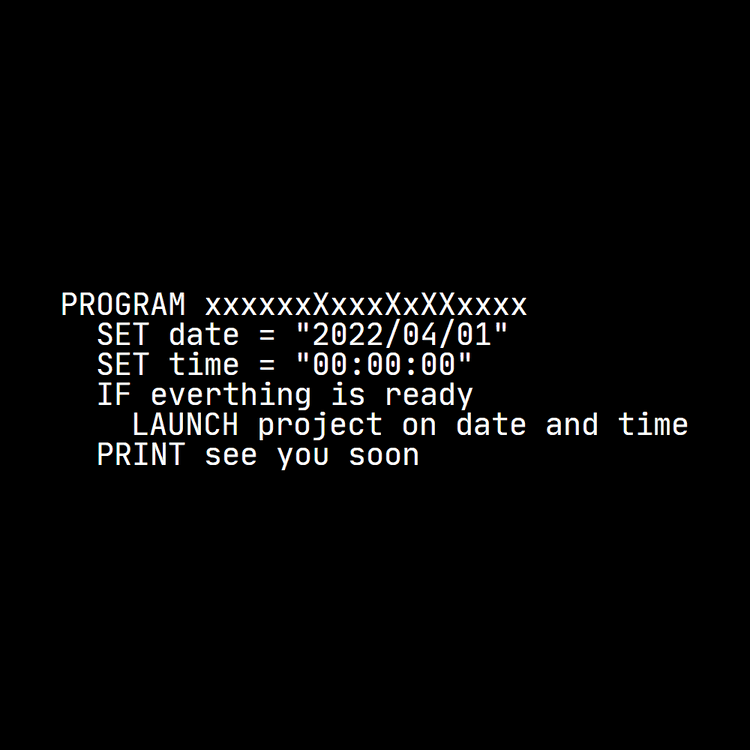 PROGRAM xxxxxxXxxxXxXXxxxx
SET date = "2022/04/01"
SET time = "00:00:00"
IF everthing is ready
LAUNCH project on date and time
PRINT see you soon